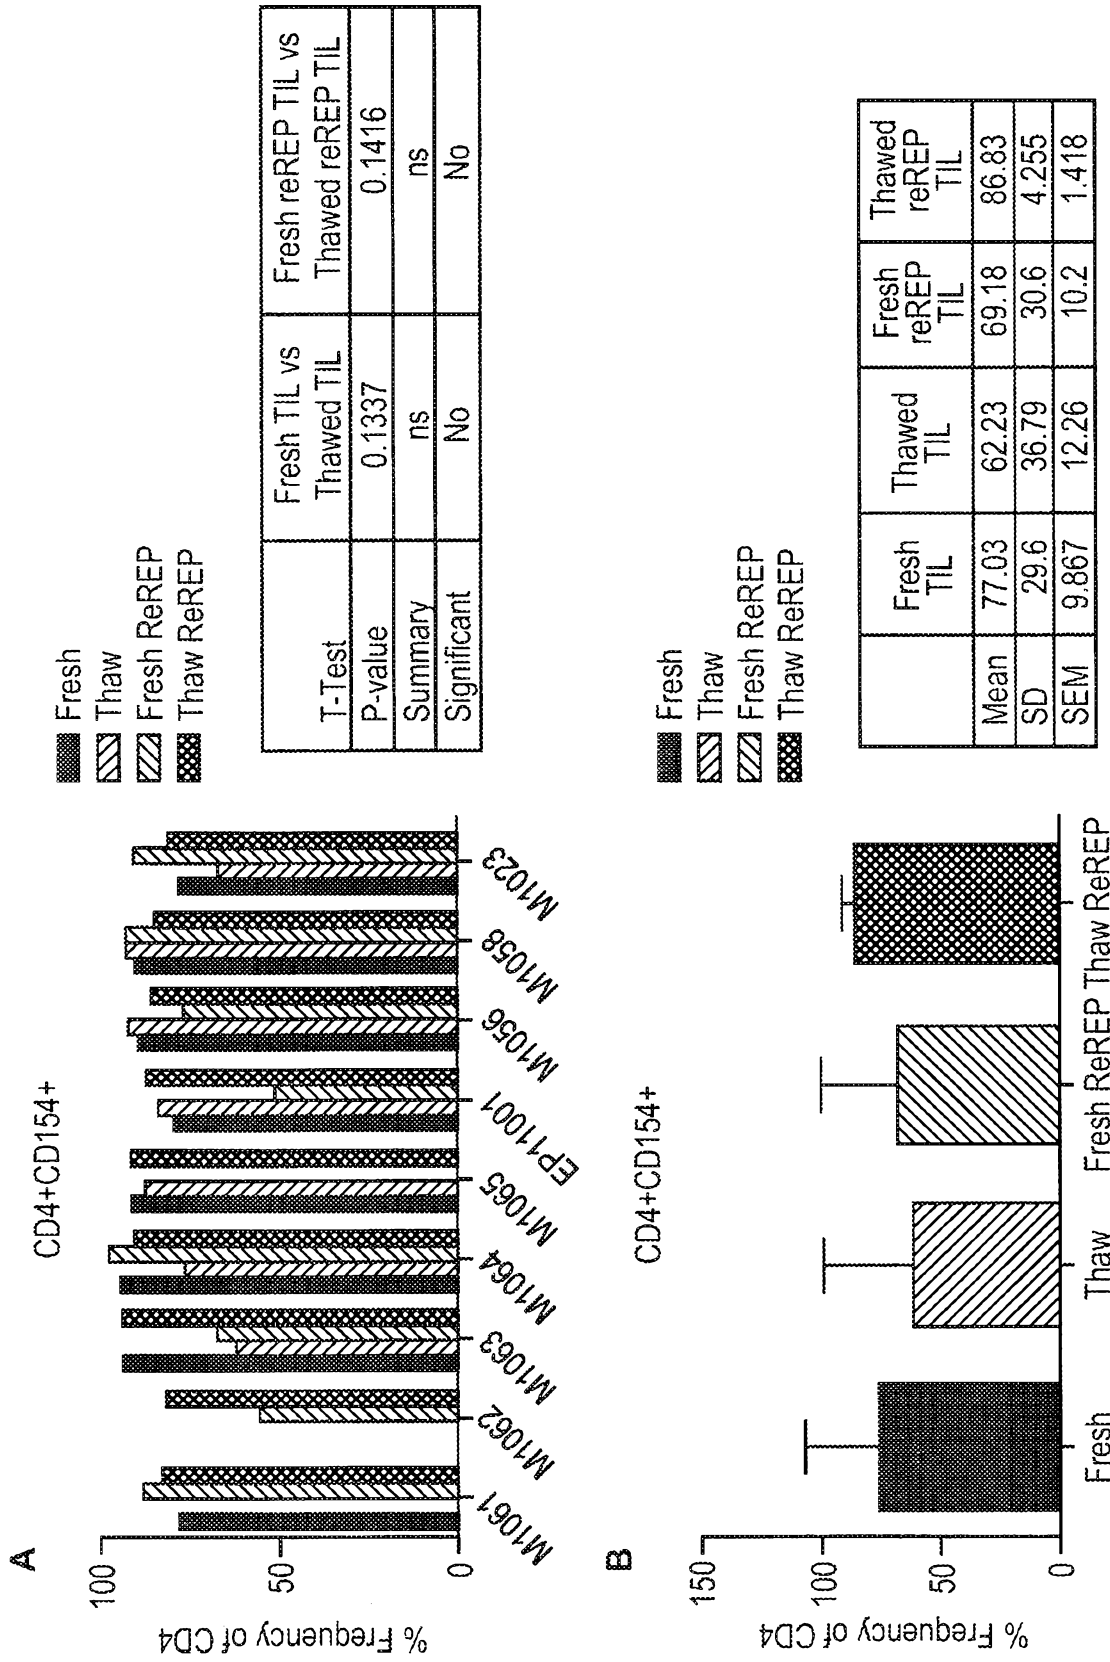 A
CD4+CD154+
% Frequency of CD4
100
50
0
M1061
M1062
M1063
M1064
M1065
EP11001
M1056
M1058
M1023
Fresh
Thaw
Fresh ReREP
Thaw ReREP
T-Test
Fresh TIL vs
Thawed TIL
Fresh reREP TIL vs
Thawed reREP TIL
P-value 0.1337 0.1416
Summary ns ns
Significant No No
B
CD4+CD154+
% Frequency of CD4
150
100
50
0
Fresh Thaw Fresh ReREP Thaw ReREP
Fresh
Thaw
Fresh ReREP
Thaw ReREP
Fresh
TIL
Thawed
TIL
Fresh
reREP
TIL
Thawed
reREP
TIL
Mean 77.03 62.23 69.18 86.83
SD 29.6 36.79 30.6 4.255
SEM 9.867 12.26 10.2 1.418